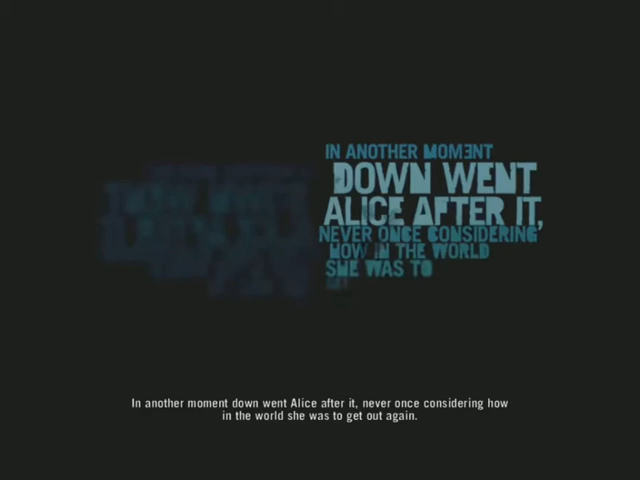 IN ANOTHER MOMENT
DOWN WENT
ALICE AFTER IT,
NEVER ONCE CONSIDERING
HOW IN THE WORLD
SHE WAS TO
In another moment down went Alice after it, never once considering how
in the world she was to get out again.